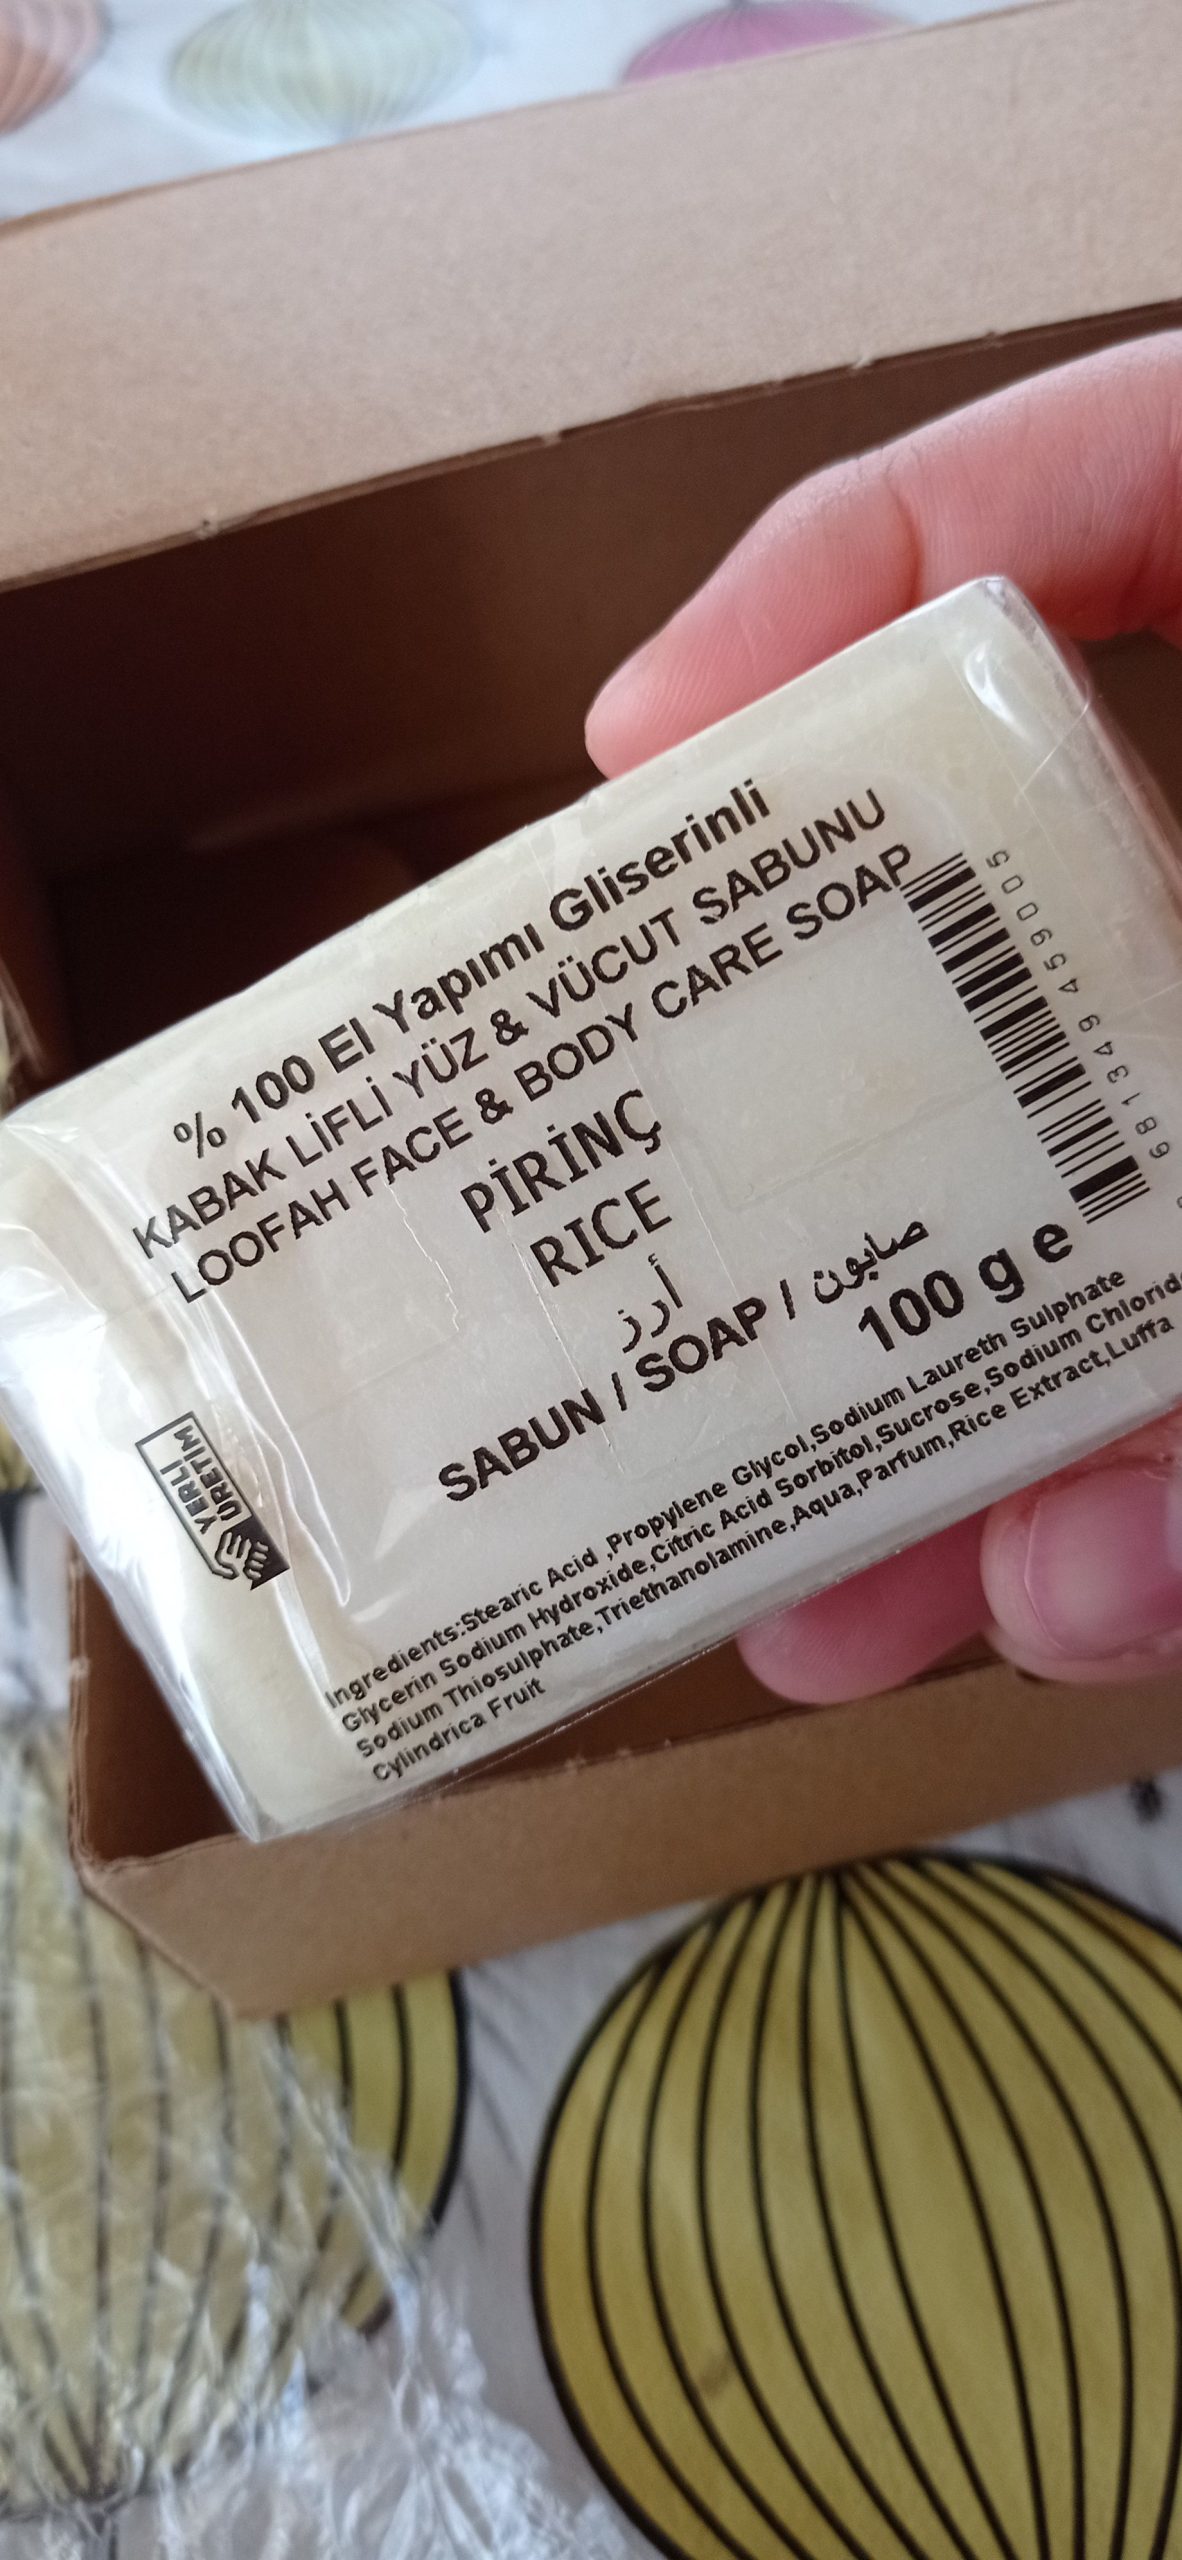 % 100 El Yapımı Gliserinli
KABAK LİFLİ YÜZ & VÜCUT SABUNU
LOOFAH FACE & BODY CARE SOAP
PİRİNÇ
RICE
أرز
SABUN / SOAP / صابون
100 g e
Ingredients:Stearic Acid ,Propylene Glycol,Sodium Laureth Sulphate
Glycerin Sodium Hydroxide,Citric Acid Sorbitol,Sucrose,Sodium Chloride
Sodium Thiosulphate,Triethanolamine,Aqua,Parfum,Rice Extract,Luffa
Cylindrica Fruit
YERLİ
ÜRETİM
681349 459005